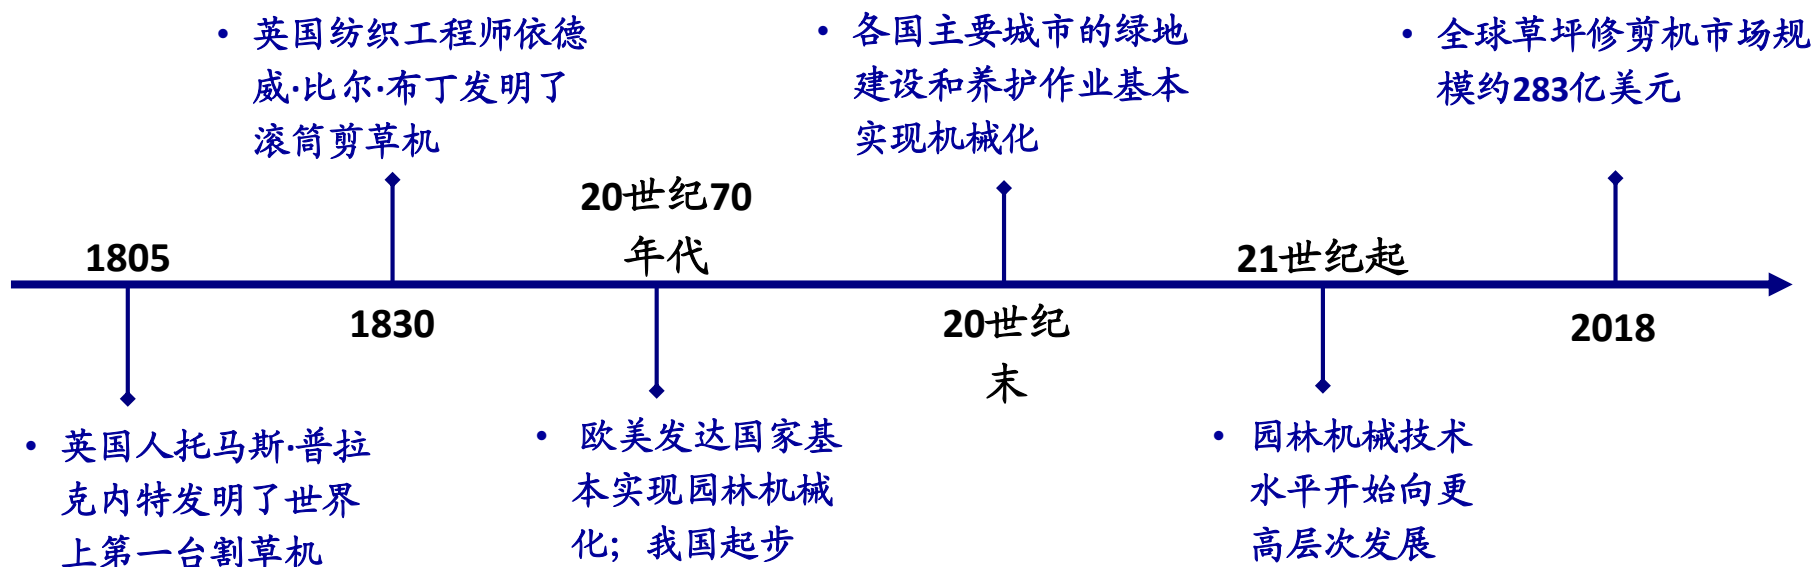 • 英国纺织工程师依德
威·比尔·布丁发明了
滚筒剪草机
• 各国主要城市的绿地
建设和养护作业基本
实现机械化
• 全球草坪修剪机市场规
模约283亿美元
1805
20世纪70
年代
21世纪起
1830
20世纪
末
2018
• 英国人托马斯·普拉
克内特发明了世界
上第一台割草机
• 欧美发达国家基
本实现园林机械
化；我国起步
• 园林机械技术
水平开始向更
高层次发展